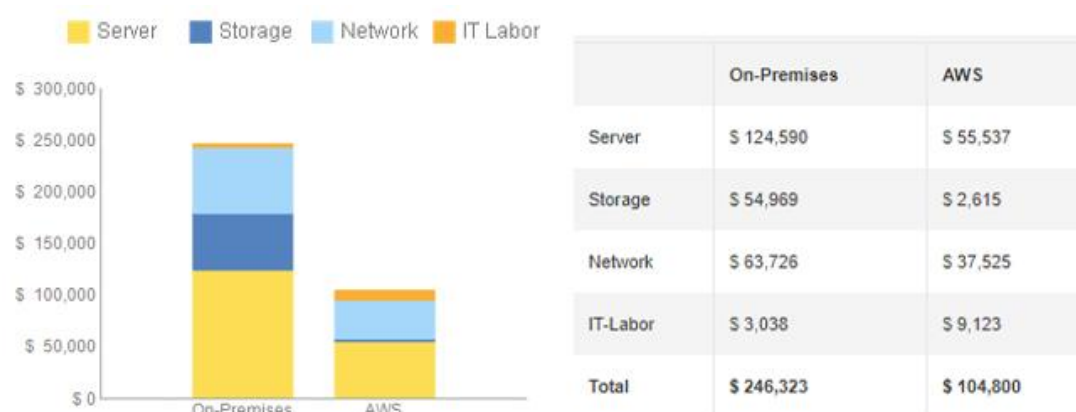 Server Storage Network IT Labor
$ 300,000
$ 250,000
$ 200,000
$ 150,000
$ 100,000
$ 50,000
$ 0
On-Premises AWS
On-Premises AWS
Server $ 124,590 $ 55,537
Storage $ 54,969 $ 2,615
Network $ 63,726 $ 37,525
IT-Labor $ 3,038 $ 9,123
Total $ 246,323 $ 104,800